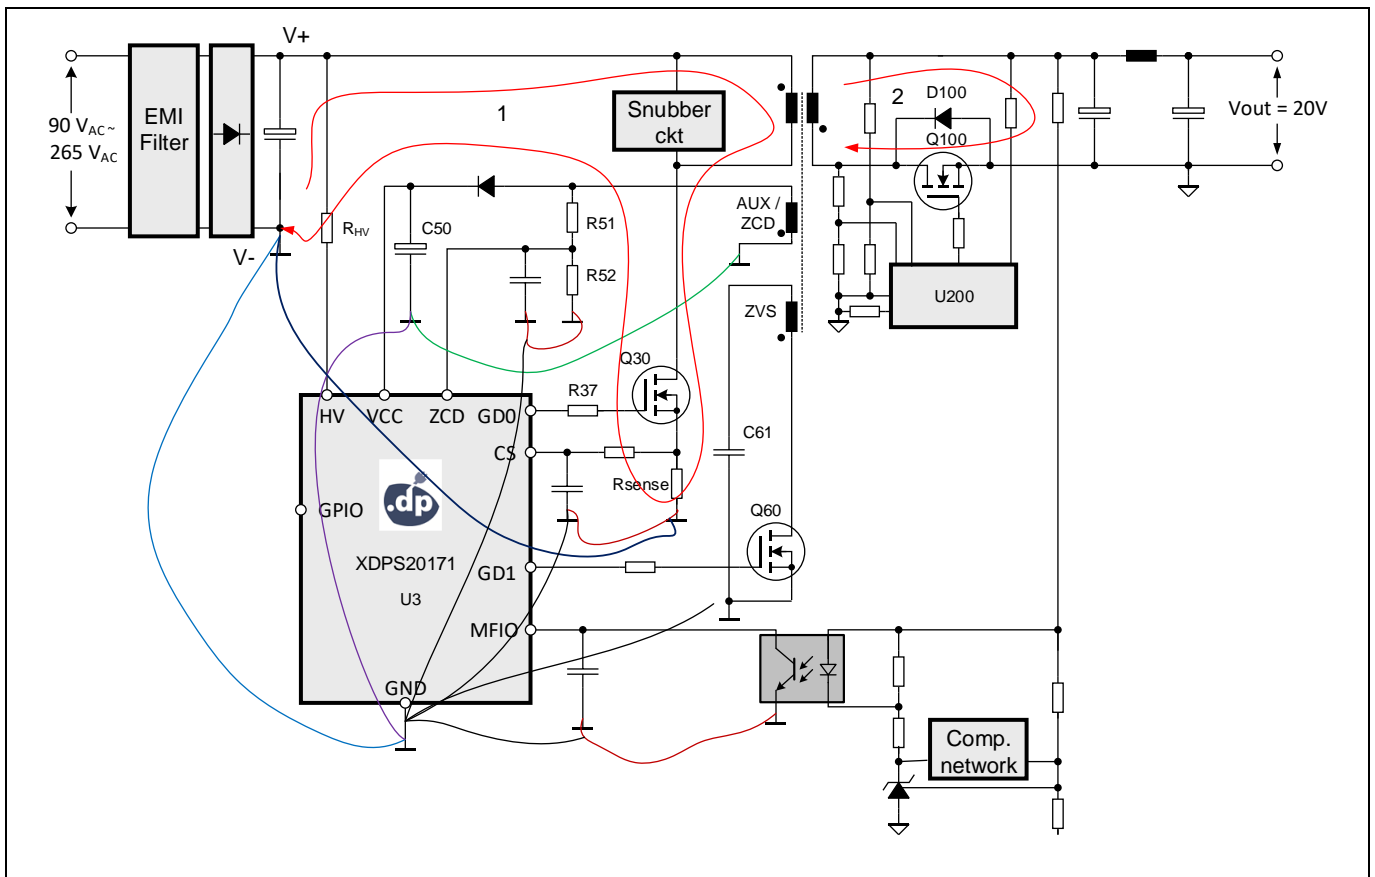 V+
EMI
Filter
90 VAC ~
265 VAC
1
Snubber
ckt
2
D100
Q100
Vout = 20V
RHV
C50
R51
R52
AUX /
ZCD
V-
U200
ZVS
Q30
R37
HV
VCC
ZCD
GD0
CS
C61
Rsense
GPIO
.dp
Q60
XDPS20171
GD1
U3
MFIO
GND
Comp.
network